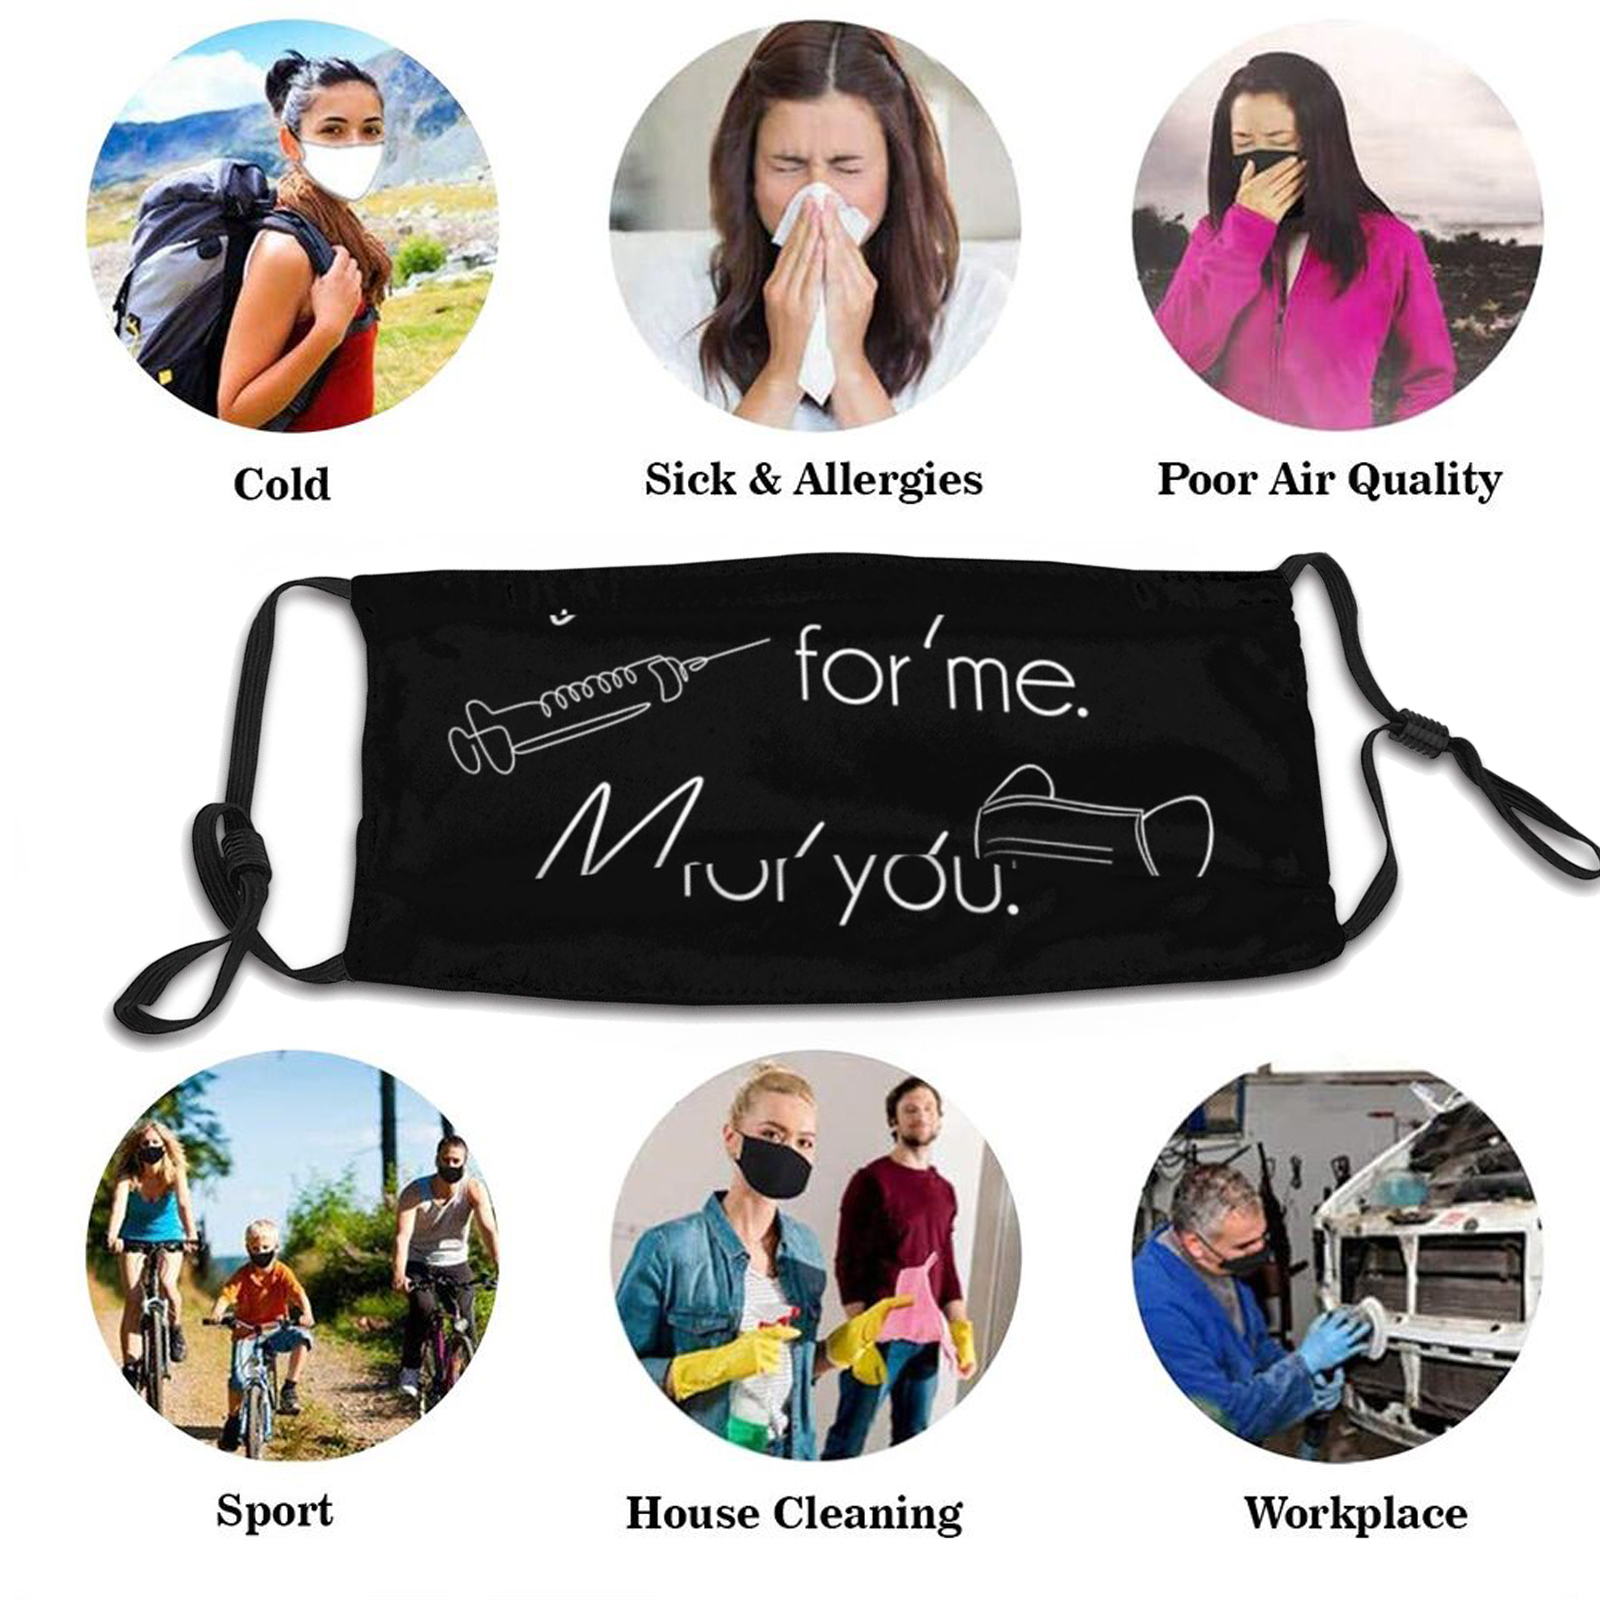 Cold
Sick & Allergies
Poor Air Quality
for me.
you.
Sport
House Cleaning
Workplace